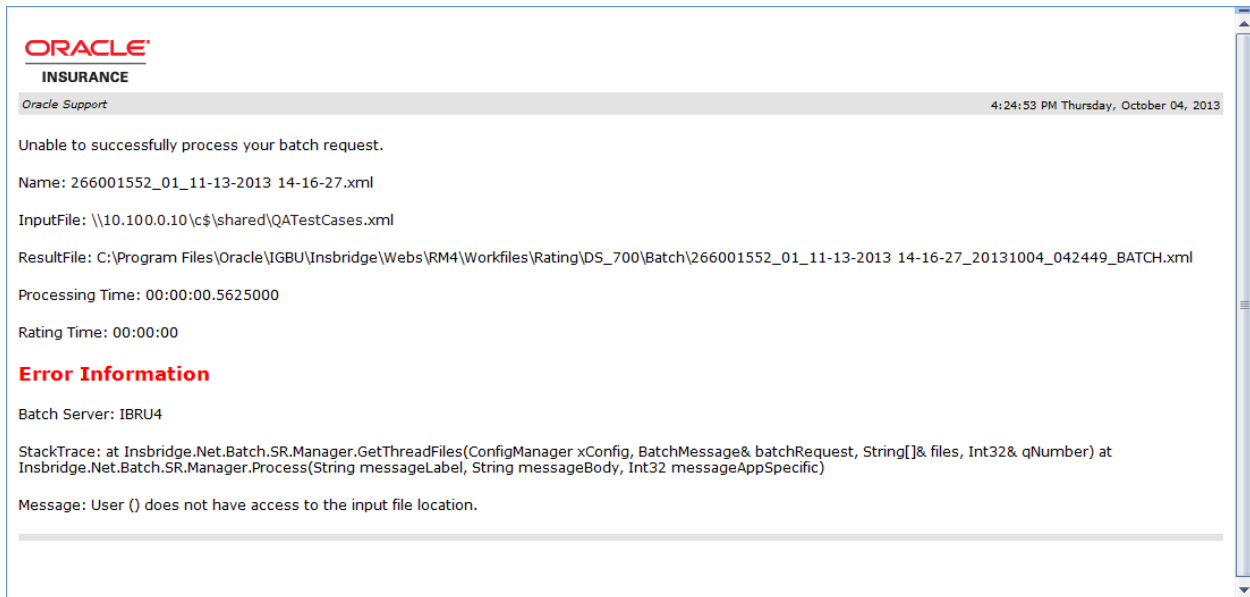 ORACLE
INSURANCE
Oracle Support 4:24:53 PM Thursday, October 04, 2013
Unable to successfully process your batch request.
Name: 266001552_01_11-13-2013 14-16-27.xml
InputFile: \\10.100.0.10\c$\shared\QATestCases.xml
ResultFile: C:\Program Files\Oracle\IGBU\Insbridge\Webs\RM4\Workfiles\Rating\DS_700\Batch\266001552_01_11-13-2013 14-16-27_20131004_042449_BATCH.xml
Processing Time: 00:00:00.5625000
Rating Time: 00:00:00
Error Information
Batch Server: IBRU4
StackTrace: at Insbridge.Net.Batch.SR.Manager.GetThreadFiles(ConfigManager xConfig, BatchMessage& batchRequest, String[]& files, Int32& qNumber) at
Insbridge.Net.Batch.SR.Manager.Process(String messageLabel, String messageBody, Int32 messageAppSpecific)
Message: User () does not have access to the input file location.